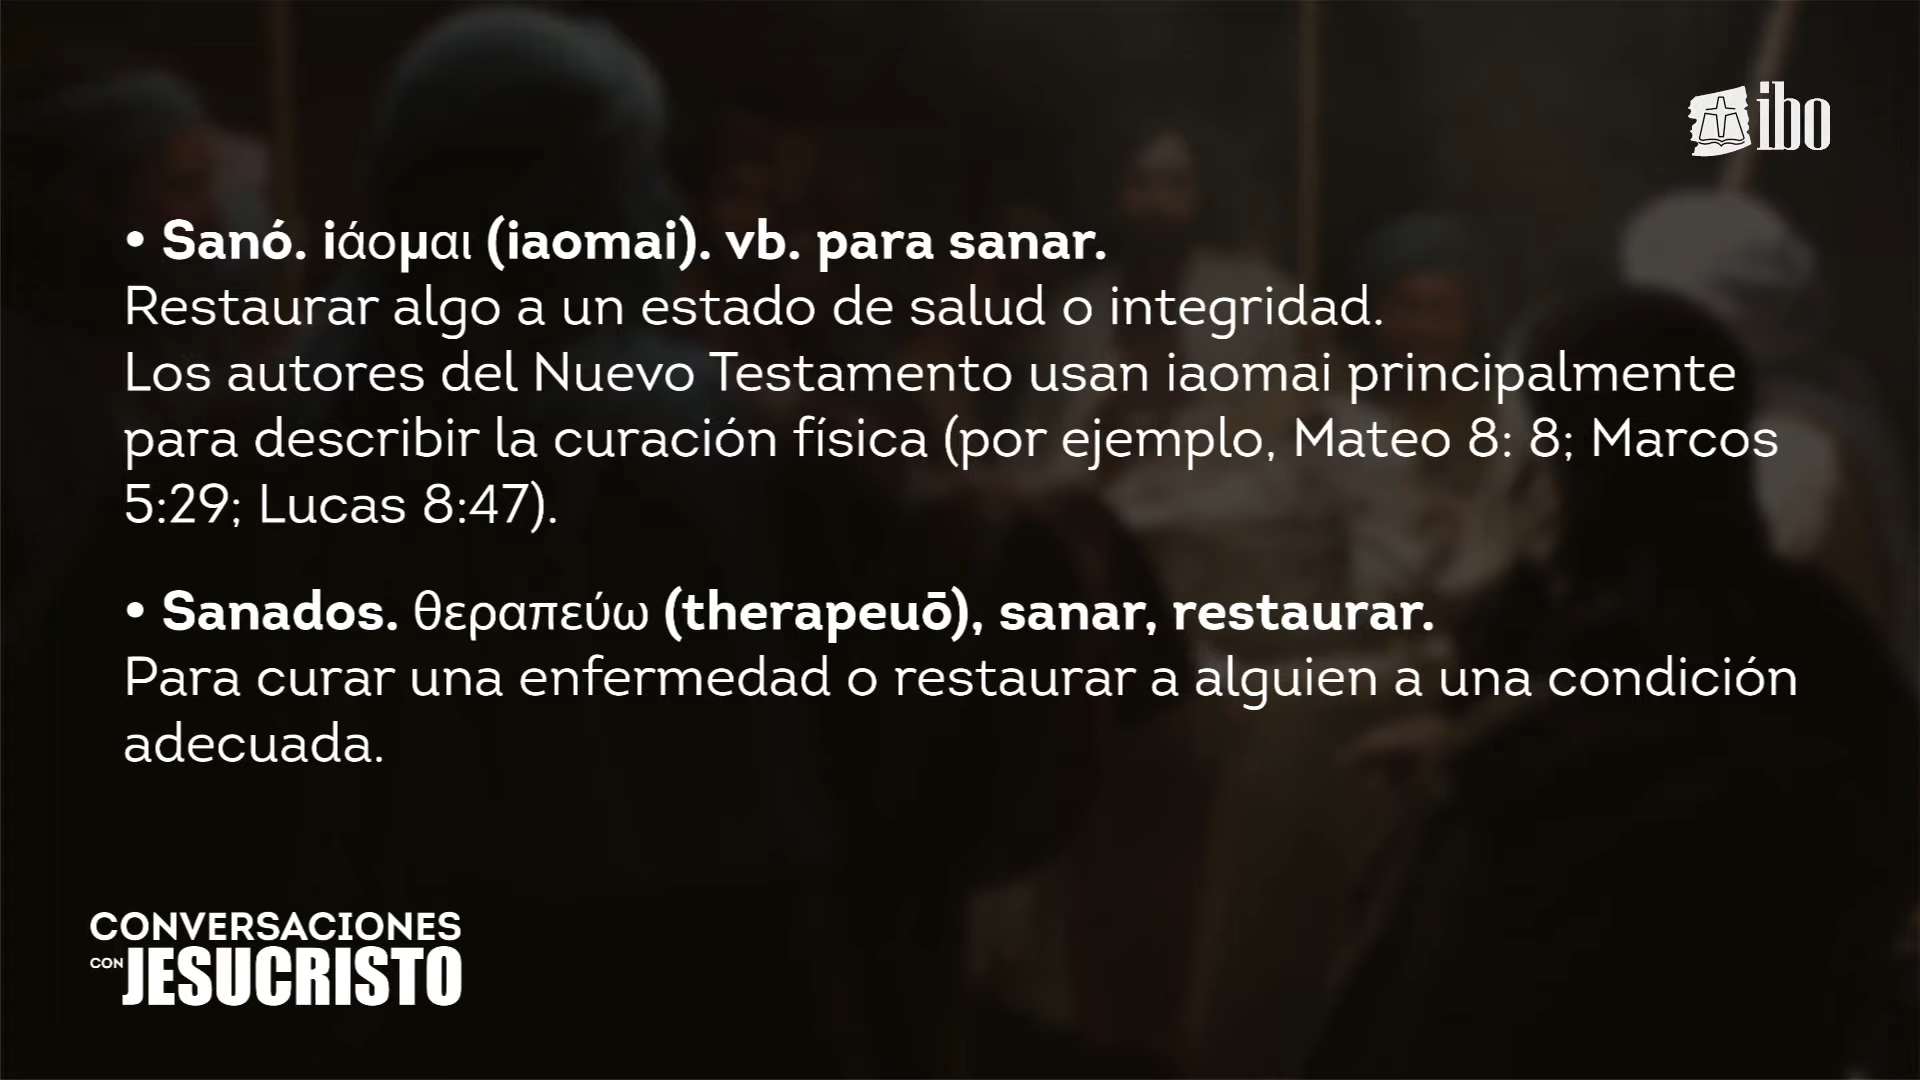 ibo
• Sanó. iάομαι (iaomai). vb. para sanar.
Restaurar algo a un estado de salud o integridad.
Los autores del Nuevo Testamento usan iaomai principalmente
para describir la curación física (por ejemplo, Mateo 8: 8; Marcos
5:29; Lucas 8:47).
• Sanados. θεραπεύω (therapeuō), sanar, restaurar.
Para curar una enfermedad o restaurar a alguien a una condición
adecuada.
CONVERSACIONES
CON JESUCRISTO